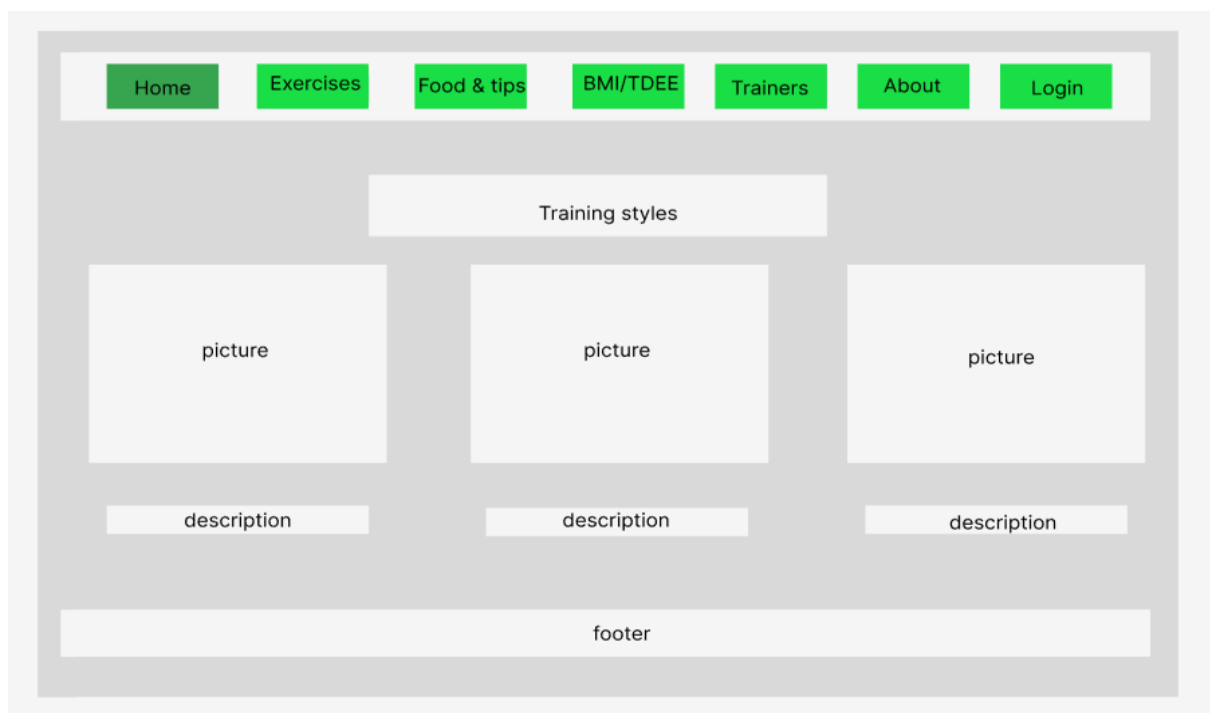 Home Exercises Food & tips BMI/TDEE Trainers About Login
Training styles
picture picture picture
description description description
footer